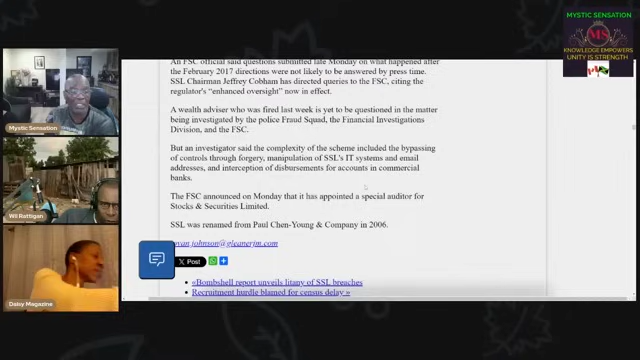 MYSTIC SENSATION
MS
KNOWLEDGE EMPOWERS
UNITY IS STRENGTH
An FSC official said questions submitted late Monday on what happened after
the February 2017 directions were not likely to be answered by press time.
SSL Chairman Jeffrey Cobham has directed queries to the FSC, citing the
regulator's "enhanced oversight" now in effect.
A wealth adviser who was fired last week is yet to be questioned in the matter
being investigated by the police Fraud Squad, the Financial Investigations
Division, and the FSC.
But an investigator said the complexity of the scheme included the bypassing
of controls through forgery, manipulation of SSL's IT systems and email
addresses, and interception of disbursements for accounts in commercial
banks.
The FSC announced on Monday that it has appointed a special auditor for
Stocks & Securities Limited.
SSL was renamed from Paul Chen-Young & Company in 2006.
jovan.johnson@gleanerjm.com
X Post
«Bombshell report unveils litany of SSL breaches
Recruitment hurdle blamed for census delay »
Mystic Sensation
Wil Rattigan
Daisy Magazine